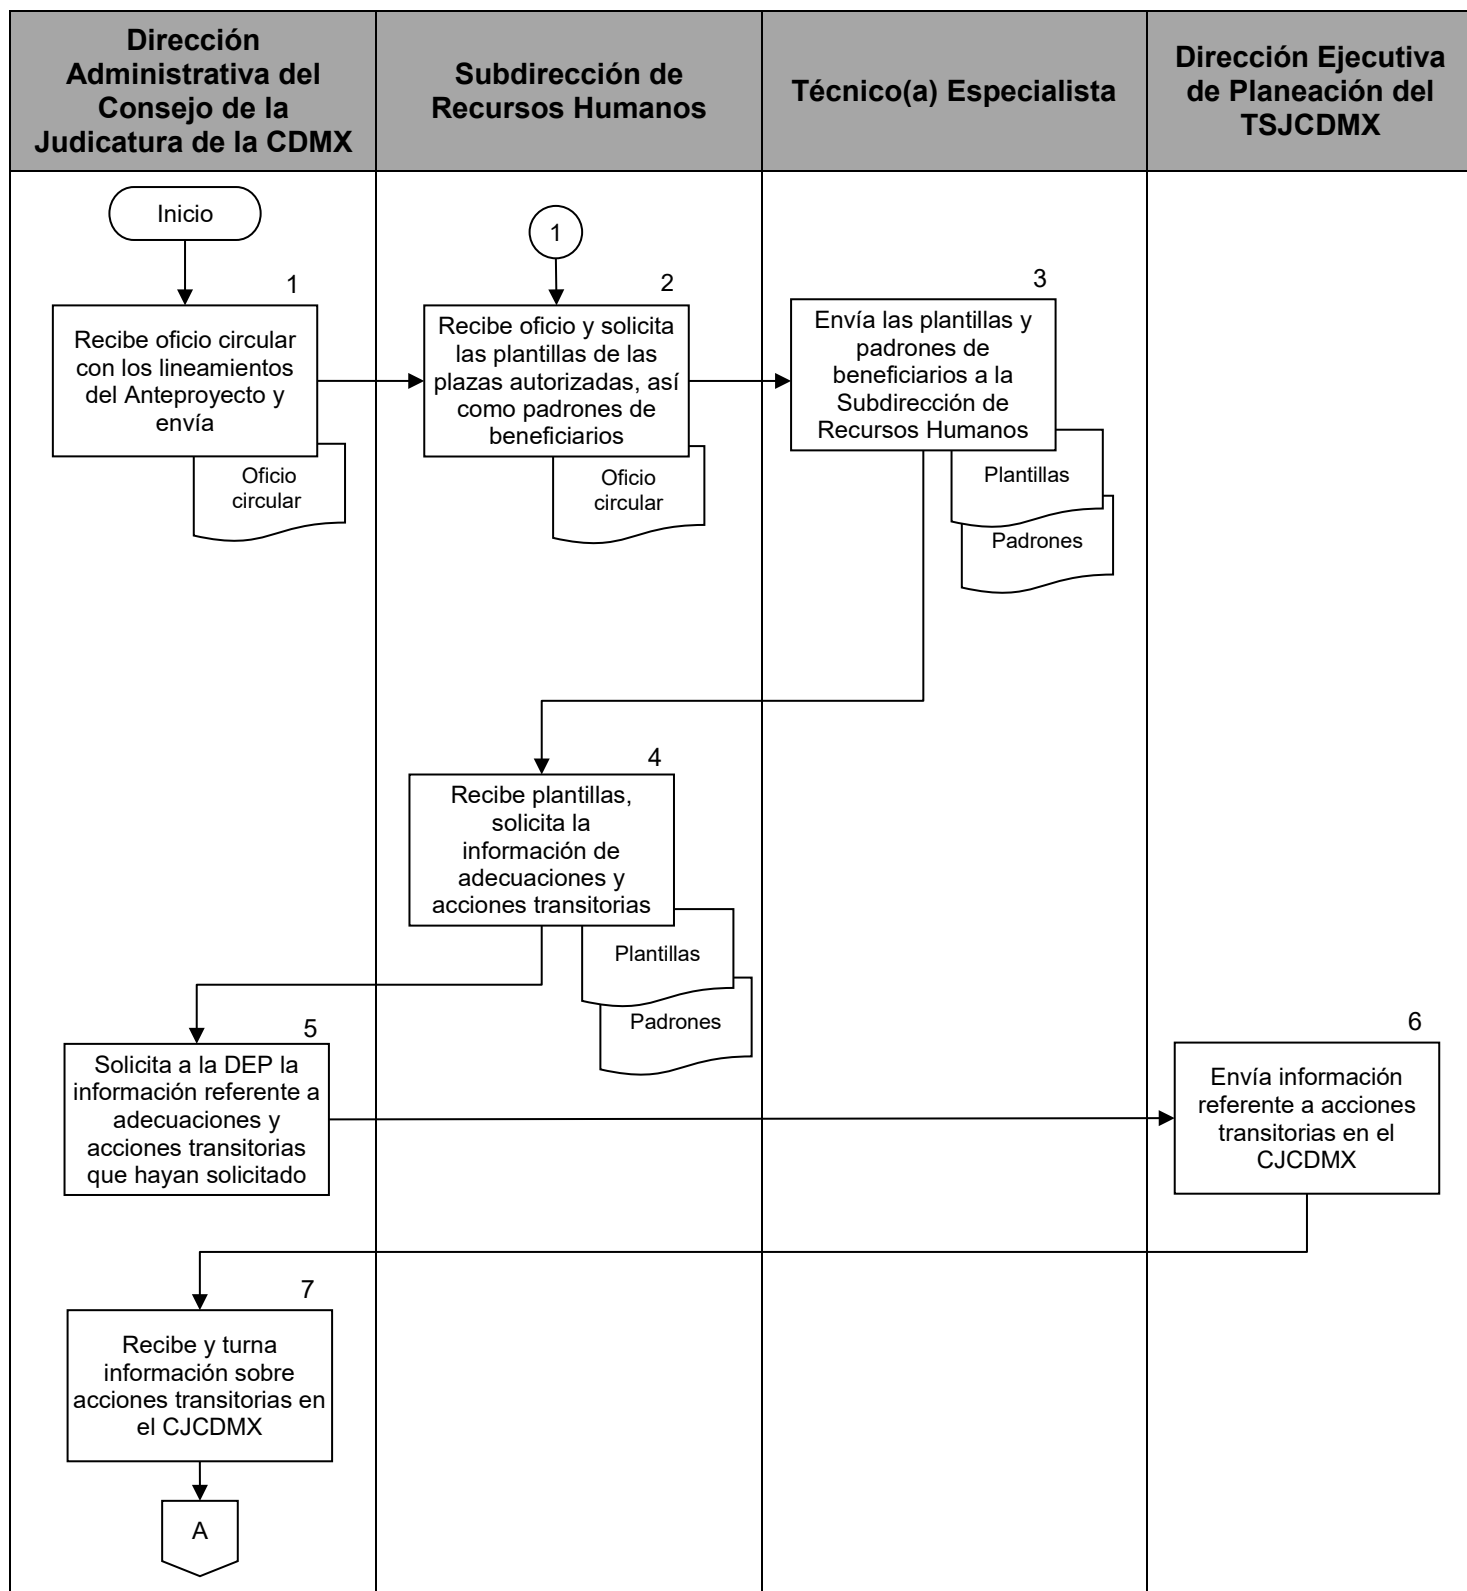 Dirección
Administrativa del
Consejo de la
Judicatura de la CDMX
Subdirección de
Recursos Humanos
Técnico(a) Especialista
Dirección Ejecutiva
de Planeación del
TSJCDMX
Inicio
1
1
Recibe oficio circular
con los lineamientos
del Anteproyecto y
envía
Oficio
circular
2
Recibe oficio y solicita
las plantillas de las
plazas autorizadas, así
como padrones de
beneficiarios
Oficio
circular
3
Envía las plantillas y
padrones de
beneficiarios a la
Subdirección de
Recursos Humanos
Plantillas
Padrones
4
Recibe plantillas,
solicita la
información de
adecuaciones y
acciones transitorias
Plantillas
Padrones
5
Solicita a la DEP la
información referente a
adecuaciones y
acciones transitorias
que hayan solicitado
6
Envía información
referente a acciones
transitorias en el
CJCDMX
7
Recibe y turna
información sobre
acciones transitorias en
el CJCDMX
A